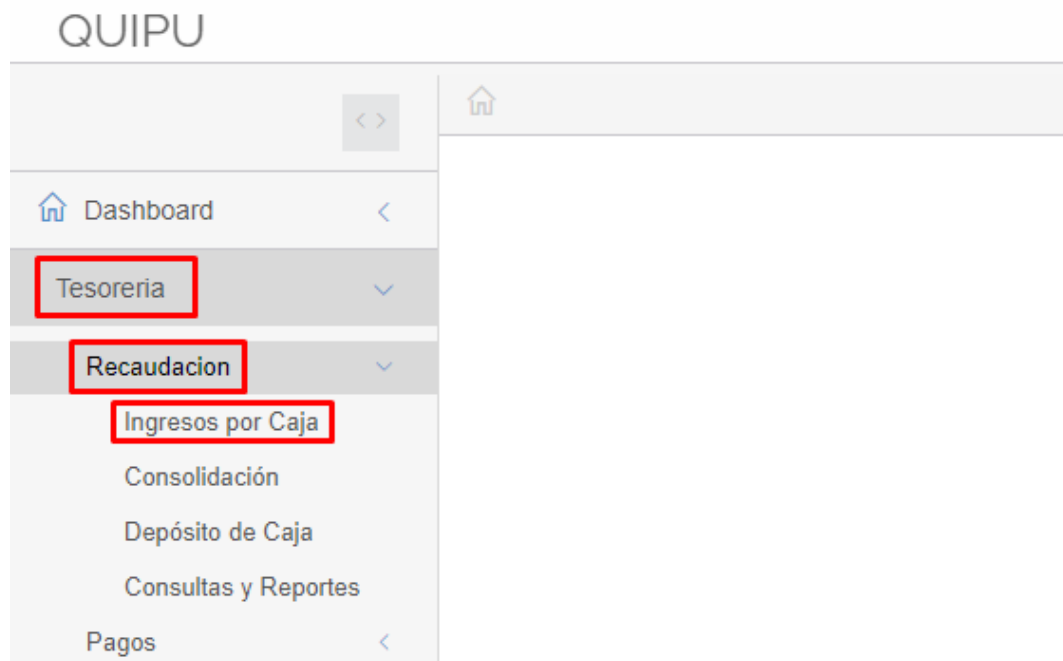 QUIPU
Dashboard
Tesoreria
Recaudacion
Ingresos por Caja
Consolidación
Depósito de Caja
Consultas y Reportes
Pagos